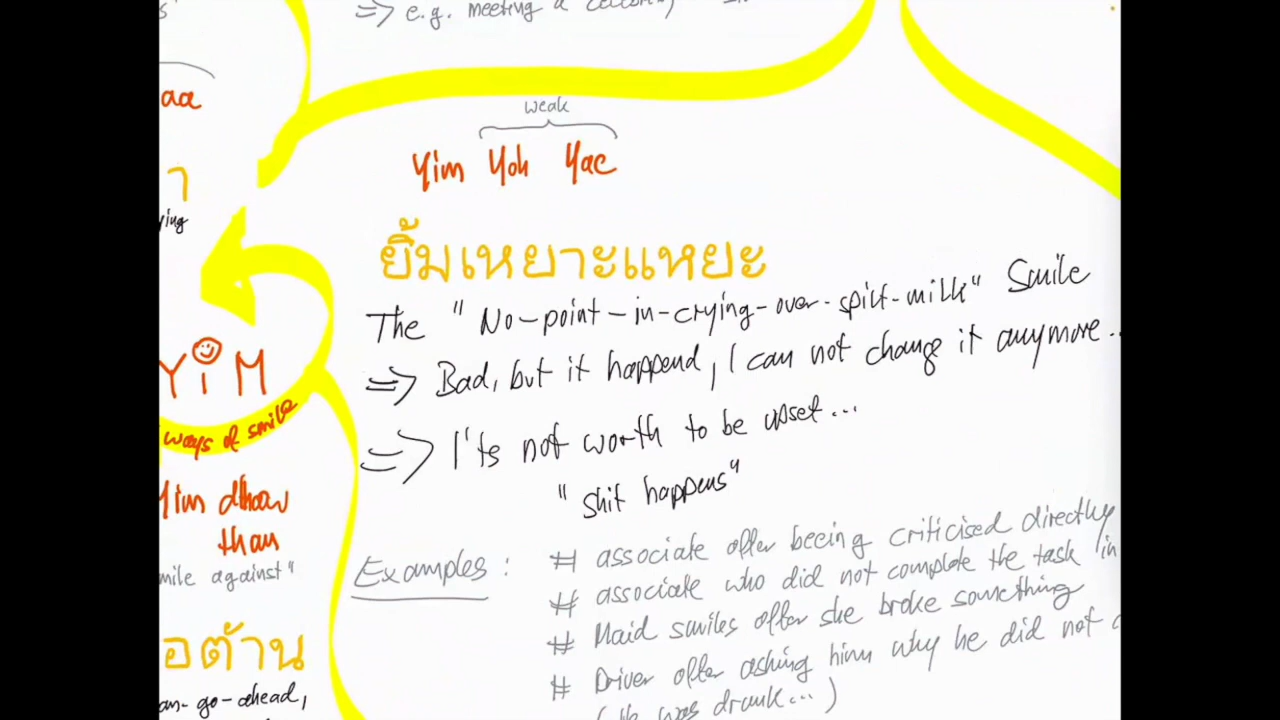 => e.g. meeting a
aa
weak
Yim Yoh Yae
า
ying
ยิ้มเหยาะแหยะ
The "No-point-in-crying-over-spilt-milk" Smile
=> Bad, but it happend, I can not change it anymore..
=> I'ts not worth to be upset...
"shit happens"
YiM
ways of smile
Yim dhaw
than
mile against"
อต้าน
an-go-ahead,
Examples:
# associate after beeing criticised directly
# associate who did not complete the task in
# Maid smiles after she broke something
# Driver after asking him why he did not
(He was drunk...)